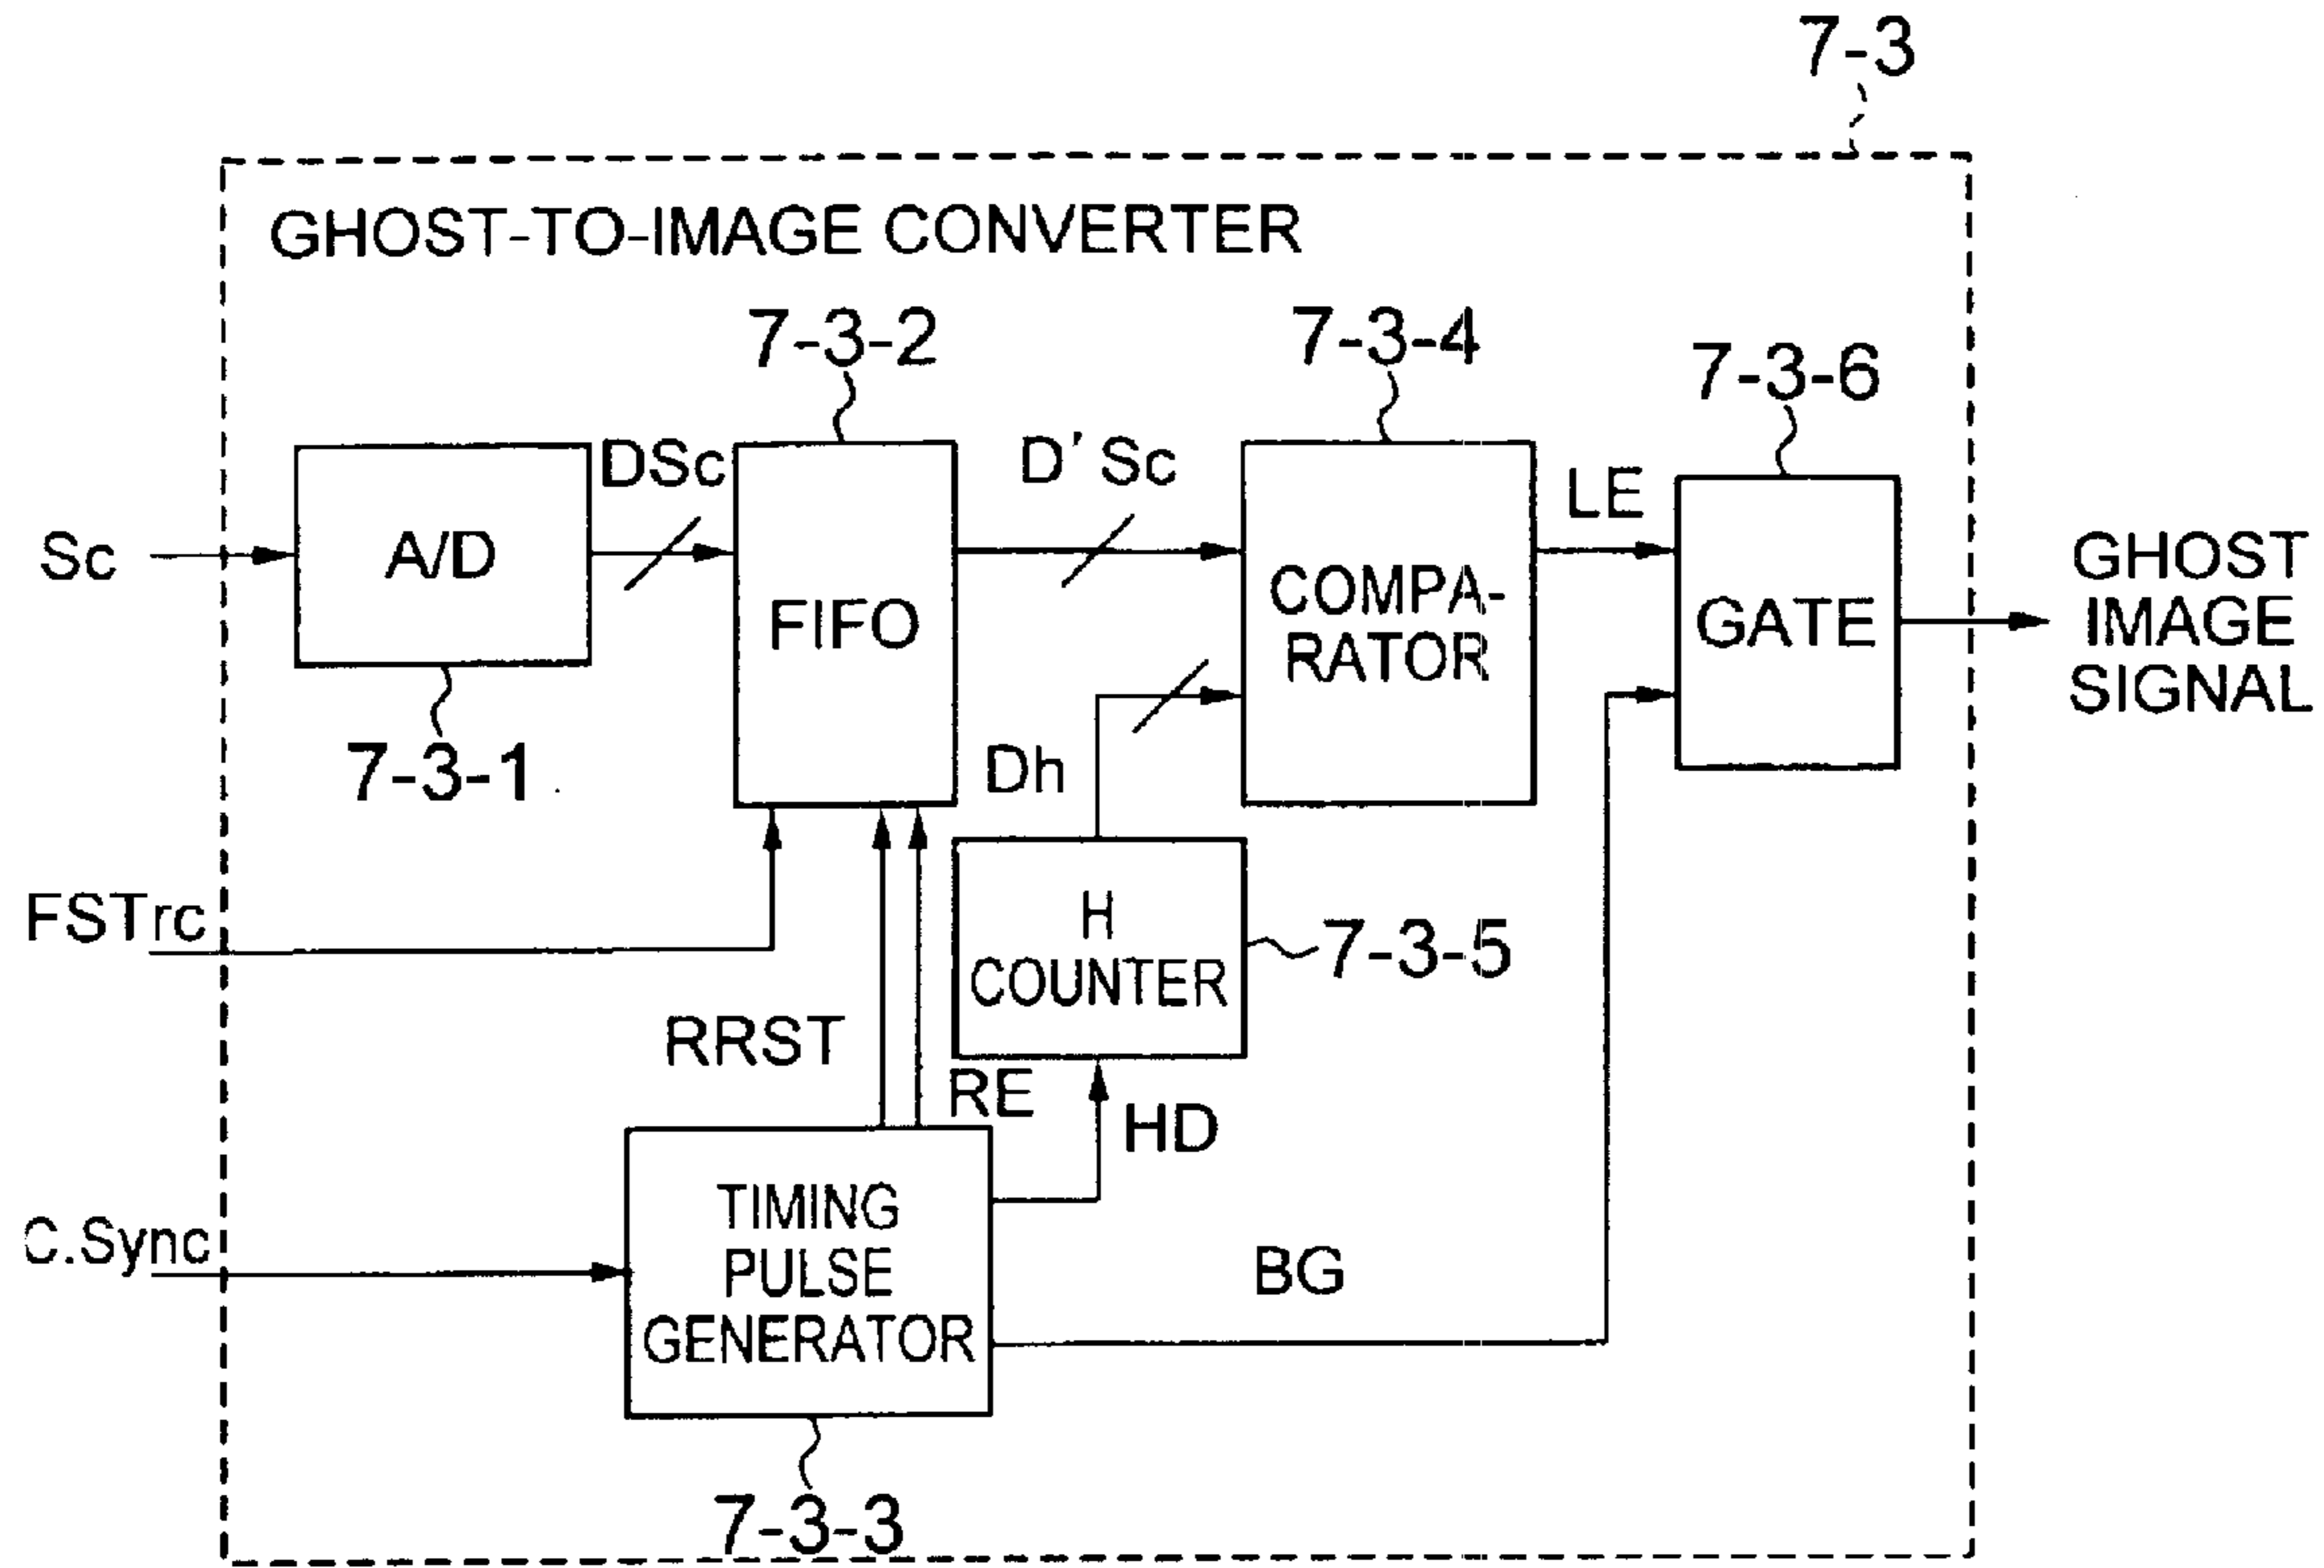 7-3
GHOST-TO-IMAGE CONVERTER
7-3-2
7-3-4
7-3-6
DSc
D' Sc
LE
Sc
A/D
FIFO
COMPA-
RATOR
GATE
GHOST
IMAGE
SIGNAL
7-3-1
Dh
FSTrc
H
COUNTER
7-3-5
RRST
RE
HD
C.Sync
TIMING
PULSE
GENERATOR
BG
7-3-3